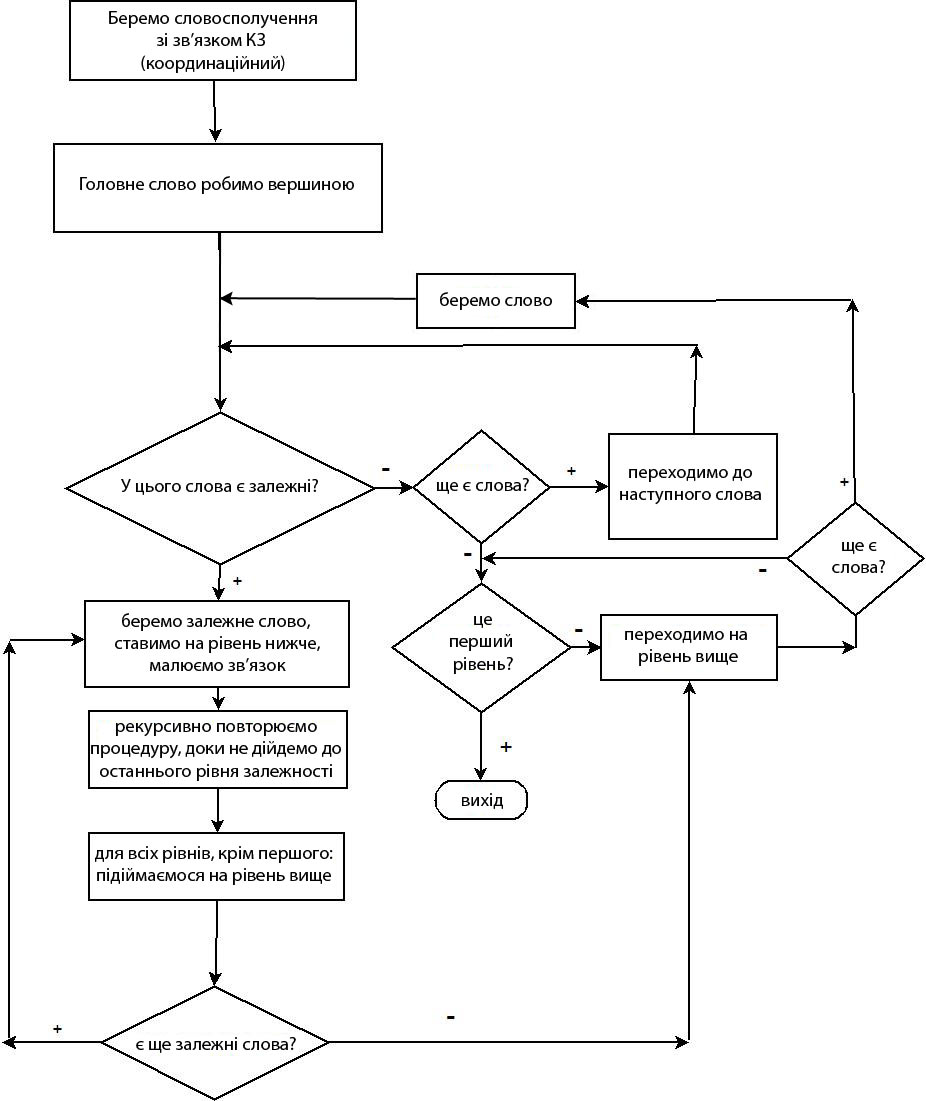 Беремо словосполучення
зі зв’язком КЗ
(координаційний)
Головне слово робимо вершиною
беремо слово
У цього слова є залежні?
-
ще є слова?
+
переходимо до
наступного слова
+
ще є
слова?
-
-
+
беремо залежне слово,
ставимо на рівень нижче,
малюємо зв’язок
це
перший
рівень?
-
переходимо на
рівень вище
рекурсивно повторюємо
процедуру, доки не дійдемо до
останнього рівня залежності
+
вихід
для всіх рівнів, крім першого:
підіймаємося на рівень вище
+
є ще залежні слова?
-